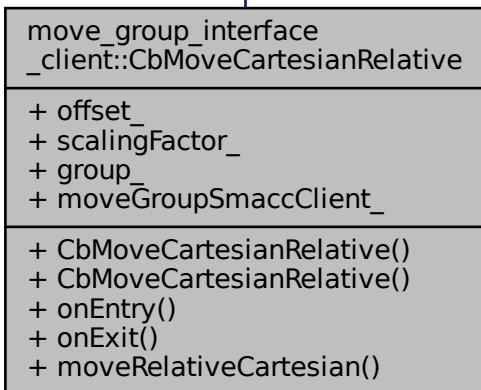 move_group_interface
_client::CbMoveCartesianRelative
+ offset_
+ scalingFactor_
+ group_
+ moveGroupSmaccClient_
+ CbMoveCartesianRelative()
+ CbMoveCartesianRelative()
+ onEntry()
+ onExit()
+ moveRelativeCartesian()